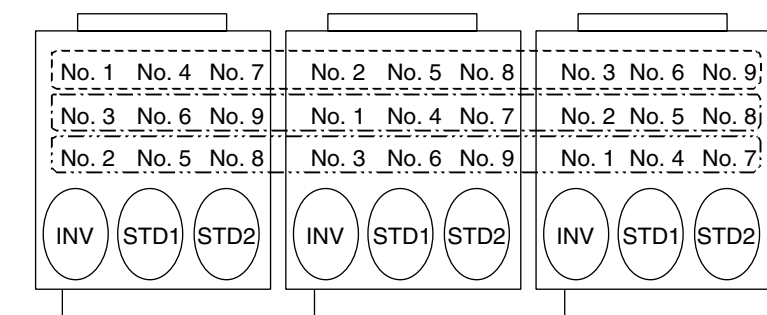 No. 1 No. 4 No. 7 No. 2 No. 5 No. 8 No. 3 No. 6 No. 9
No. 3 No. 6 No. 9 No. 1 No. 4 No. 7 No. 2 No. 5 No. 8
No. 2 No. 5 No. 8 No. 3 No. 6 No. 9 No. 1 No. 4 No. 7
INV STD1 STD2 INV STD1 STD2 INV STD1 STD2